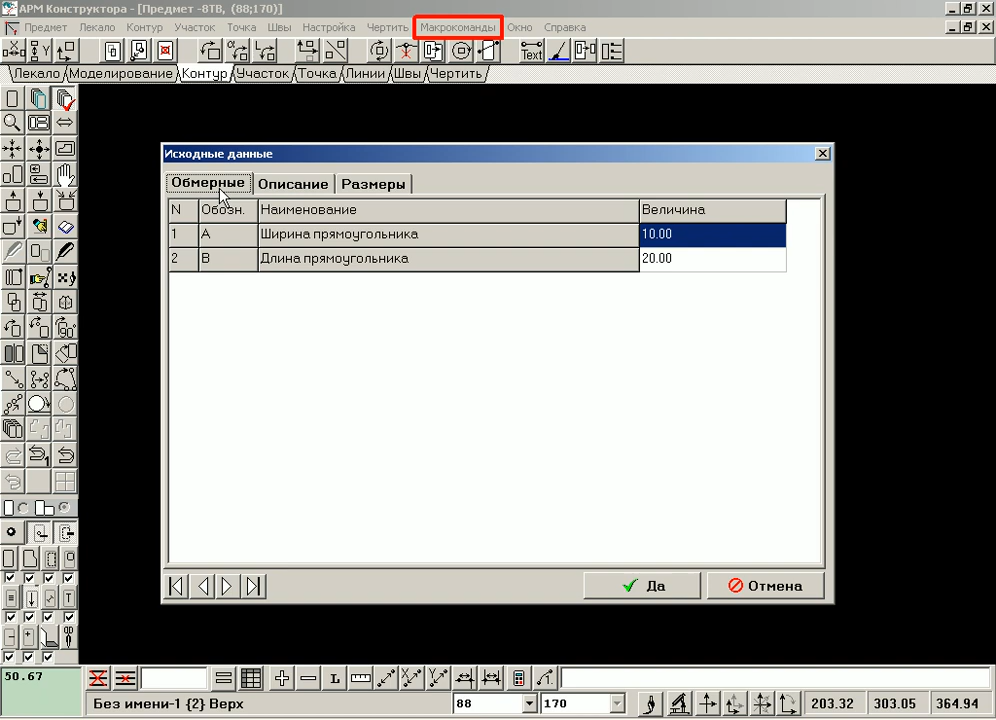 АРМ Конструктора - [Предмет -8ТВ, (88;170)]
Предмет Лекало Контур Участок Точка Швы Настройка Чертить Макрокоманды Окно Справка
Text
Лекало Моделирование Контур Участок Точка Линии Швы Чертить
Исходные данные
Обмерные Описание Размеры
N Обозн. Наименование Величина
1 А Ширина прямоугольника 10.00
2 В Длина прямоугольника 20.00
Да Отмена
50.67
Без имени-1 {2} Верх 88 170 203.32 303.05 364.94